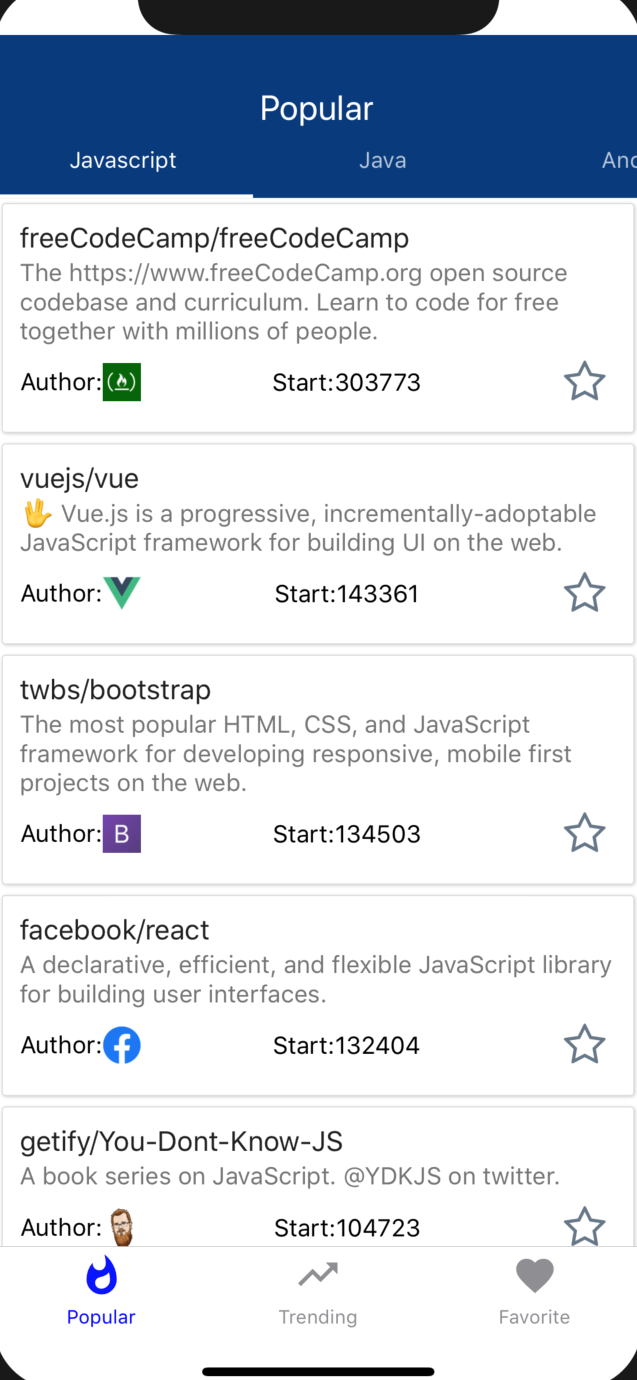 Popular
Javascript Java And
freeCodeCamp/freeCodeCamp
The https://www.freeCodeCamp.org open source
codebase and curriculum. Learn to code for free
together with millions of people.
Author: Start:303773
vuejs/vue
🖖 Vue.js is a progressive, incrementally-adoptable
JavaScript framework for building UI on the web.
Author: Start:143361
twbs/bootstrap
The most popular HTML, CSS, and JavaScript
framework for developing responsive, mobile first
projects on the web.
Author: B Start:134503
facebook/react
A declarative, efficient, and flexible JavaScript library
for building user interfaces.
Author: Start:132404
getify/You-Dont-Know-JS
A book series on JavaScript. @YDKJS on twitter.
Author: Start:104723
Popular Trending Favorite